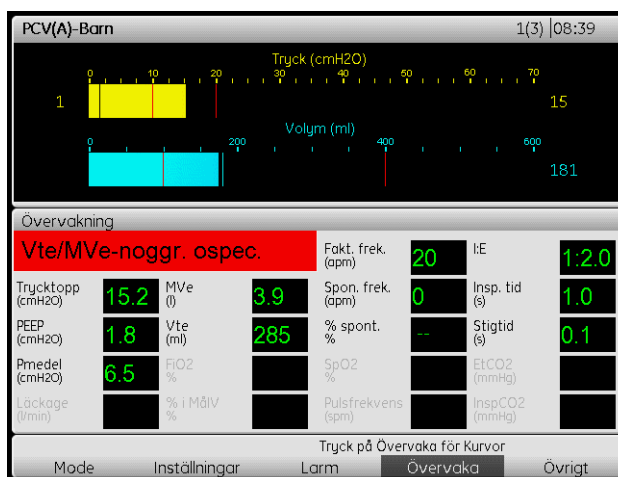 PCV(A)-Barn 1(3) 08:39
Tryck (cmH2O)
0 10 20 30 40 50 60 70
1 15
Volym (ml)
0 200 400 600
181
Övervakning
Vte/MVe-noggr. ospec.
Fakt. frek. (apm) 20 I:E 1:2.0
Trycktopp (cmH2O) 15.2 MVe (l) 3.9 Spon. frek. (apm) 0 Insp. tid (s) 1.0
PEEP (cmH2O) 1.8 Vte (ml) 285 % spont. % -- Stigtid (s) 0.1
Pmedel (cmH2O) 6.5 FiO2 % SpO2 % EtCO2 (mmHg)
Läckage (l/min) % i MålV % Pulsfrekvens (spm) InspCO2 (mmHg)
Tryck på Övervaka för Kurvor
Mode Inställningar Larm Övervaka Övrigt